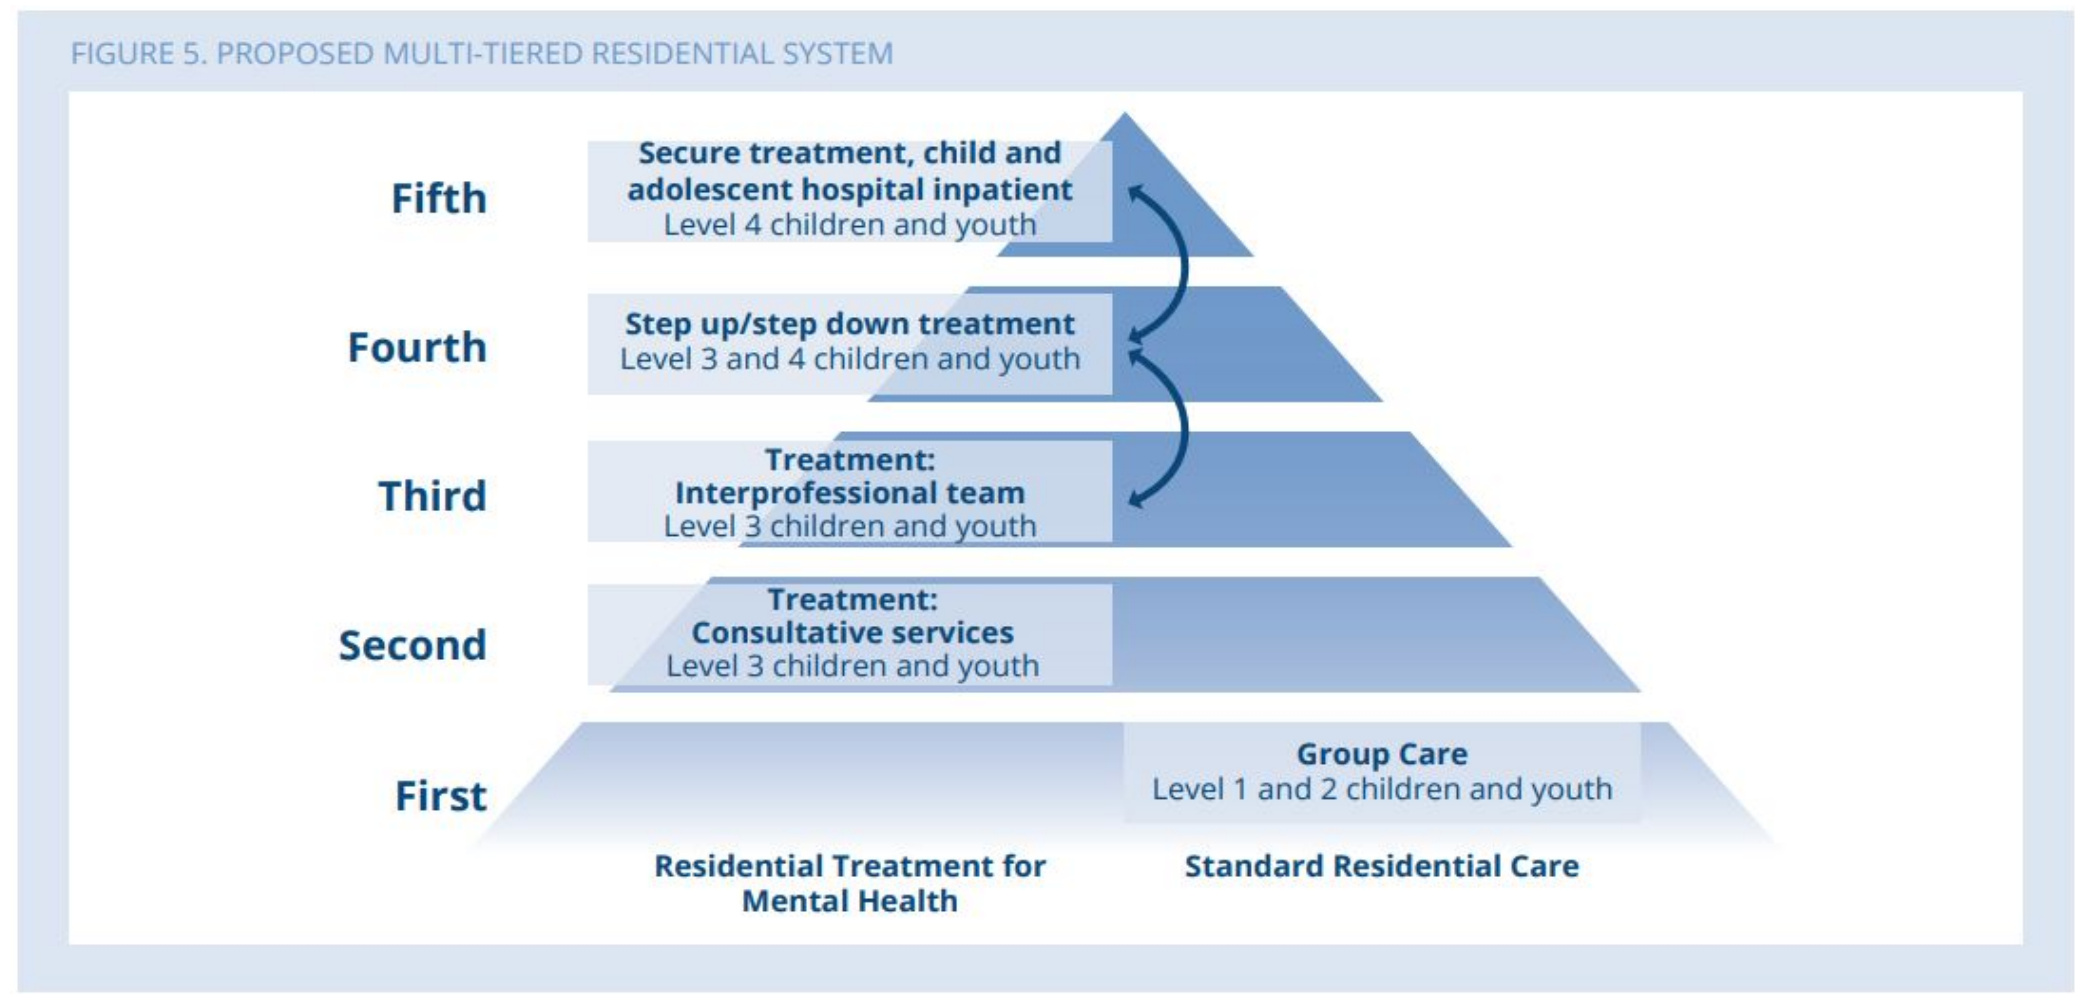 FIGURE 5. PROPOSED MULTI-TIERED RESIDENTIAL SYSTEM
Fifth
Secure treatment, child and
adolescent hospital inpatient
Level 4 children and youth
Fourth
Step up/step down treatment
Level 3 and 4 children and youth
Third
Treatment:
Interprofessional team
Level 3 children and youth
Second
Treatment:
Consultative services
Level 3 children and youth
First
Group Care
Level 1 and 2 children and youth
Residential Treatment for
Mental Health
Standard Residential Care